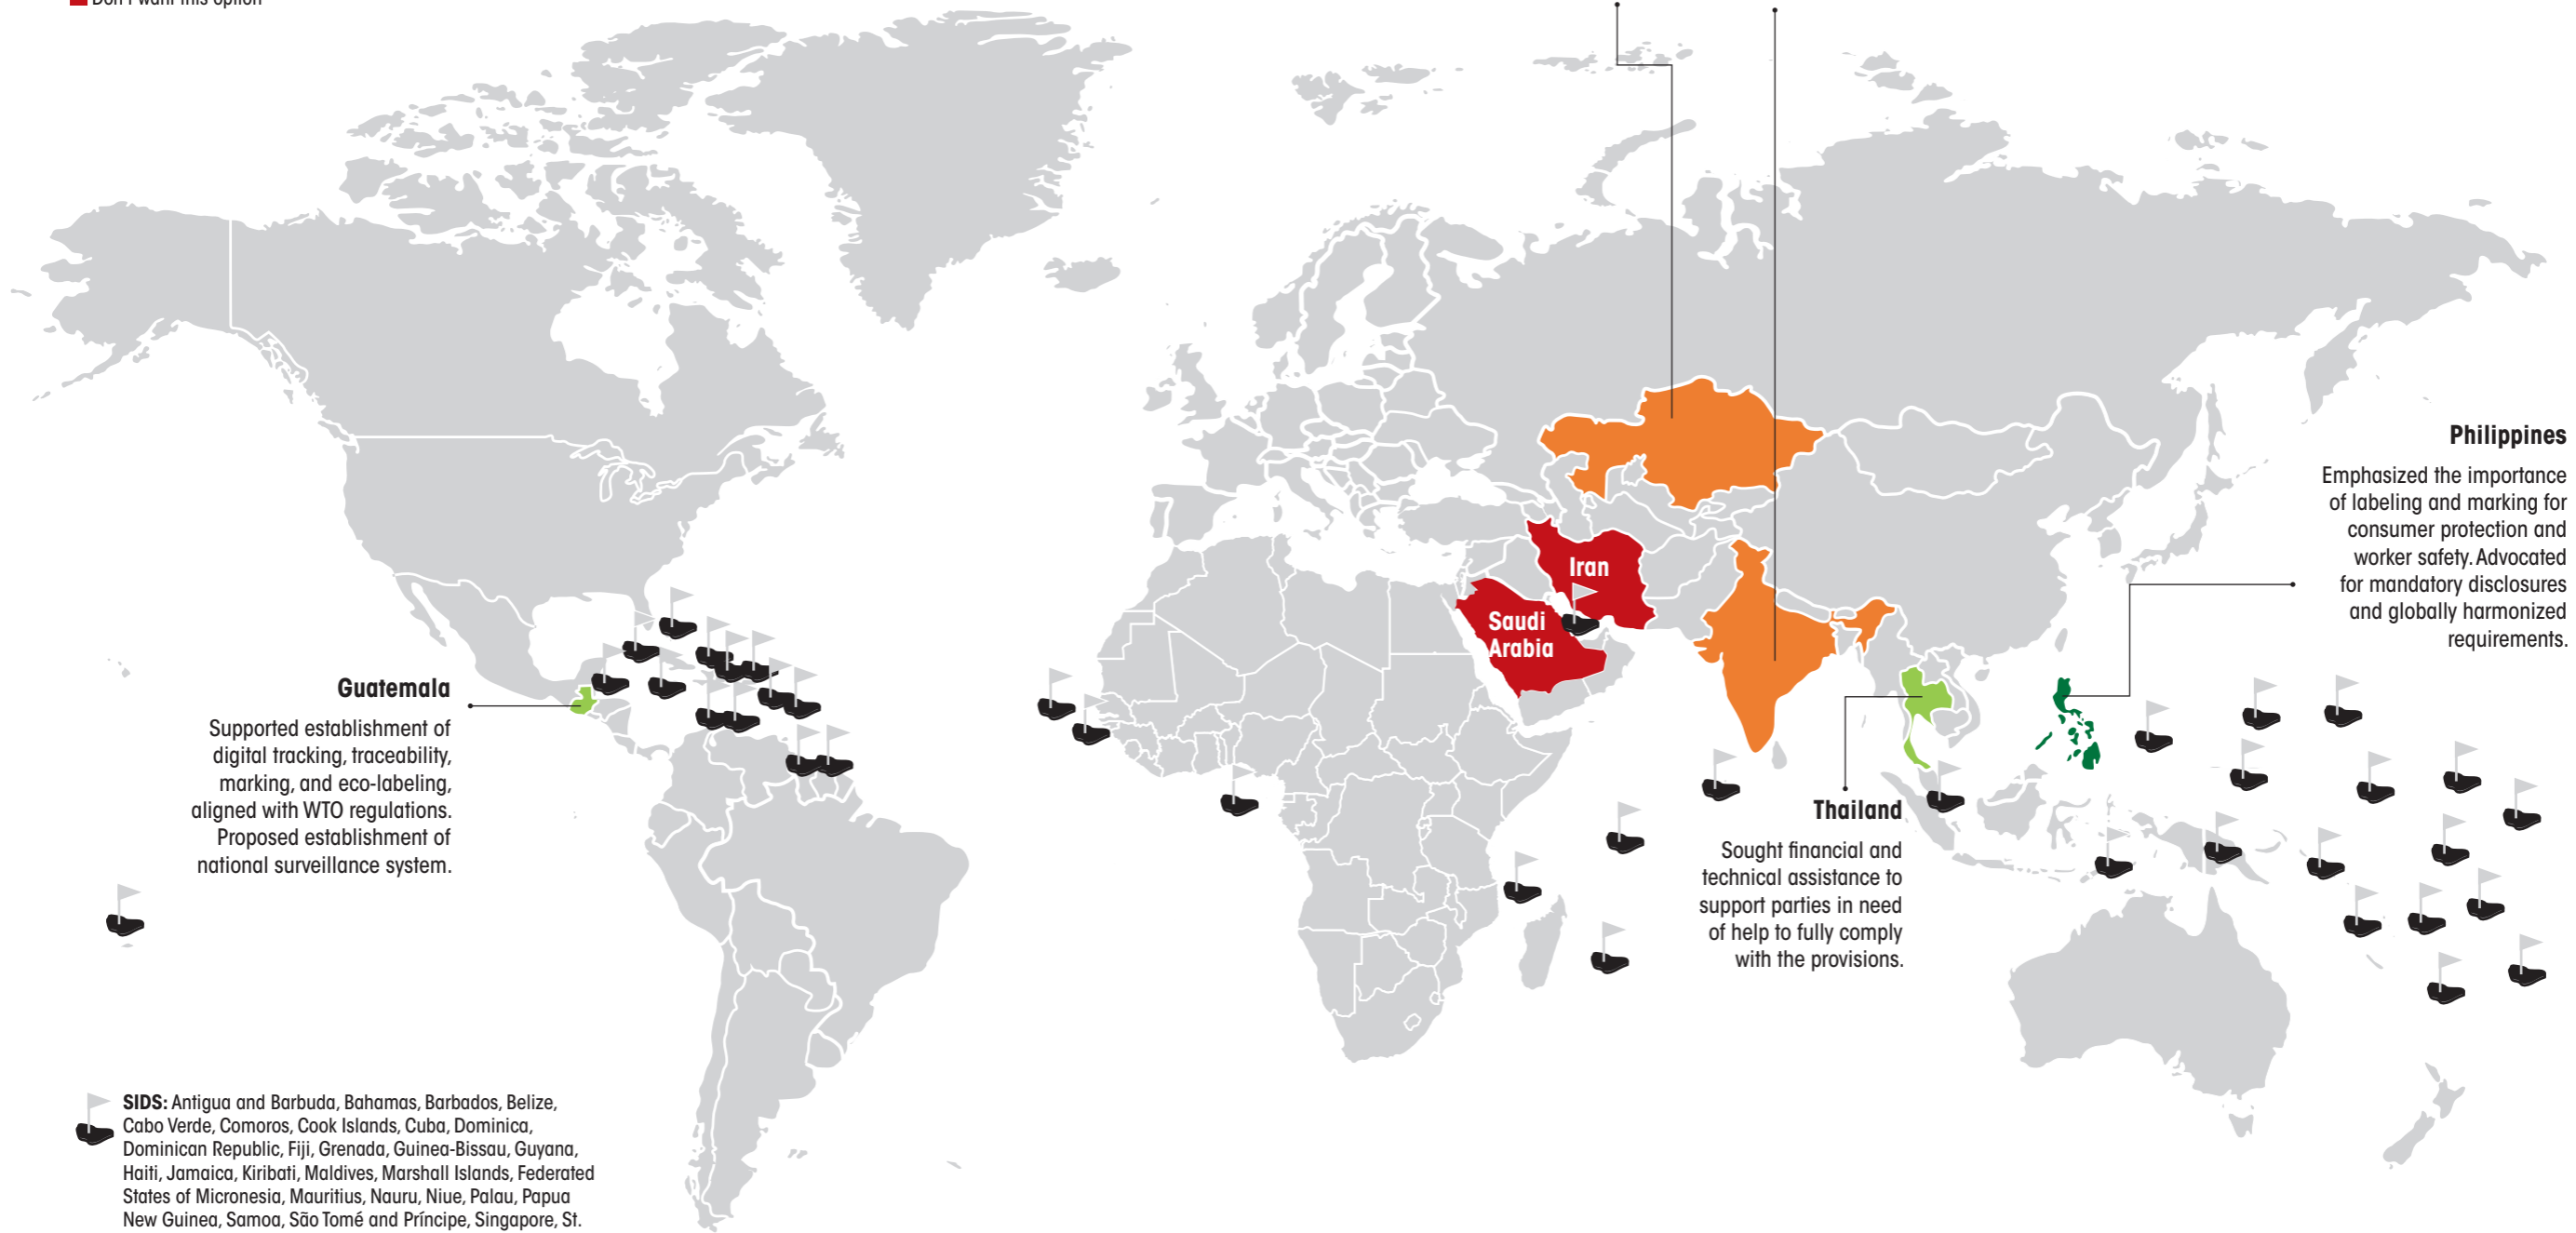 Don't want this option
Philippines
Emphasized the importance
of labeling and marking for
consumer protection and
worker safety. Advocated
for mandatory disclosures
and globally harmonized
requirements.
Iran
Saudi
Arabia
Guatemala
Supported establishment of
digital tracking, traceability,
marking, and eco-labeling,
aligned with WTO regulations.
Proposed establishment of
national surveillance system.
Thailand
Sought financial and
technical assistance to
support parties in need
of help to fully comply
with the provisions.
SIDS: Antigua and Barbuda, Bahamas, Barbados, Belize,
Cabo Verde, Comoros, Cook Islands, Cuba, Dominica,
Dominican Republic, Fiji, Grenada, Guinea-Bissau, Guyana,
Haiti, Jamaica, Kiribati, Maldives, Marshall Islands, Federated
States of Micronesia, Mauritius, Nauru, Niue, Palau, Papua
New Guinea, Samoa, São Tomé and Príncipe, Singapore, St.